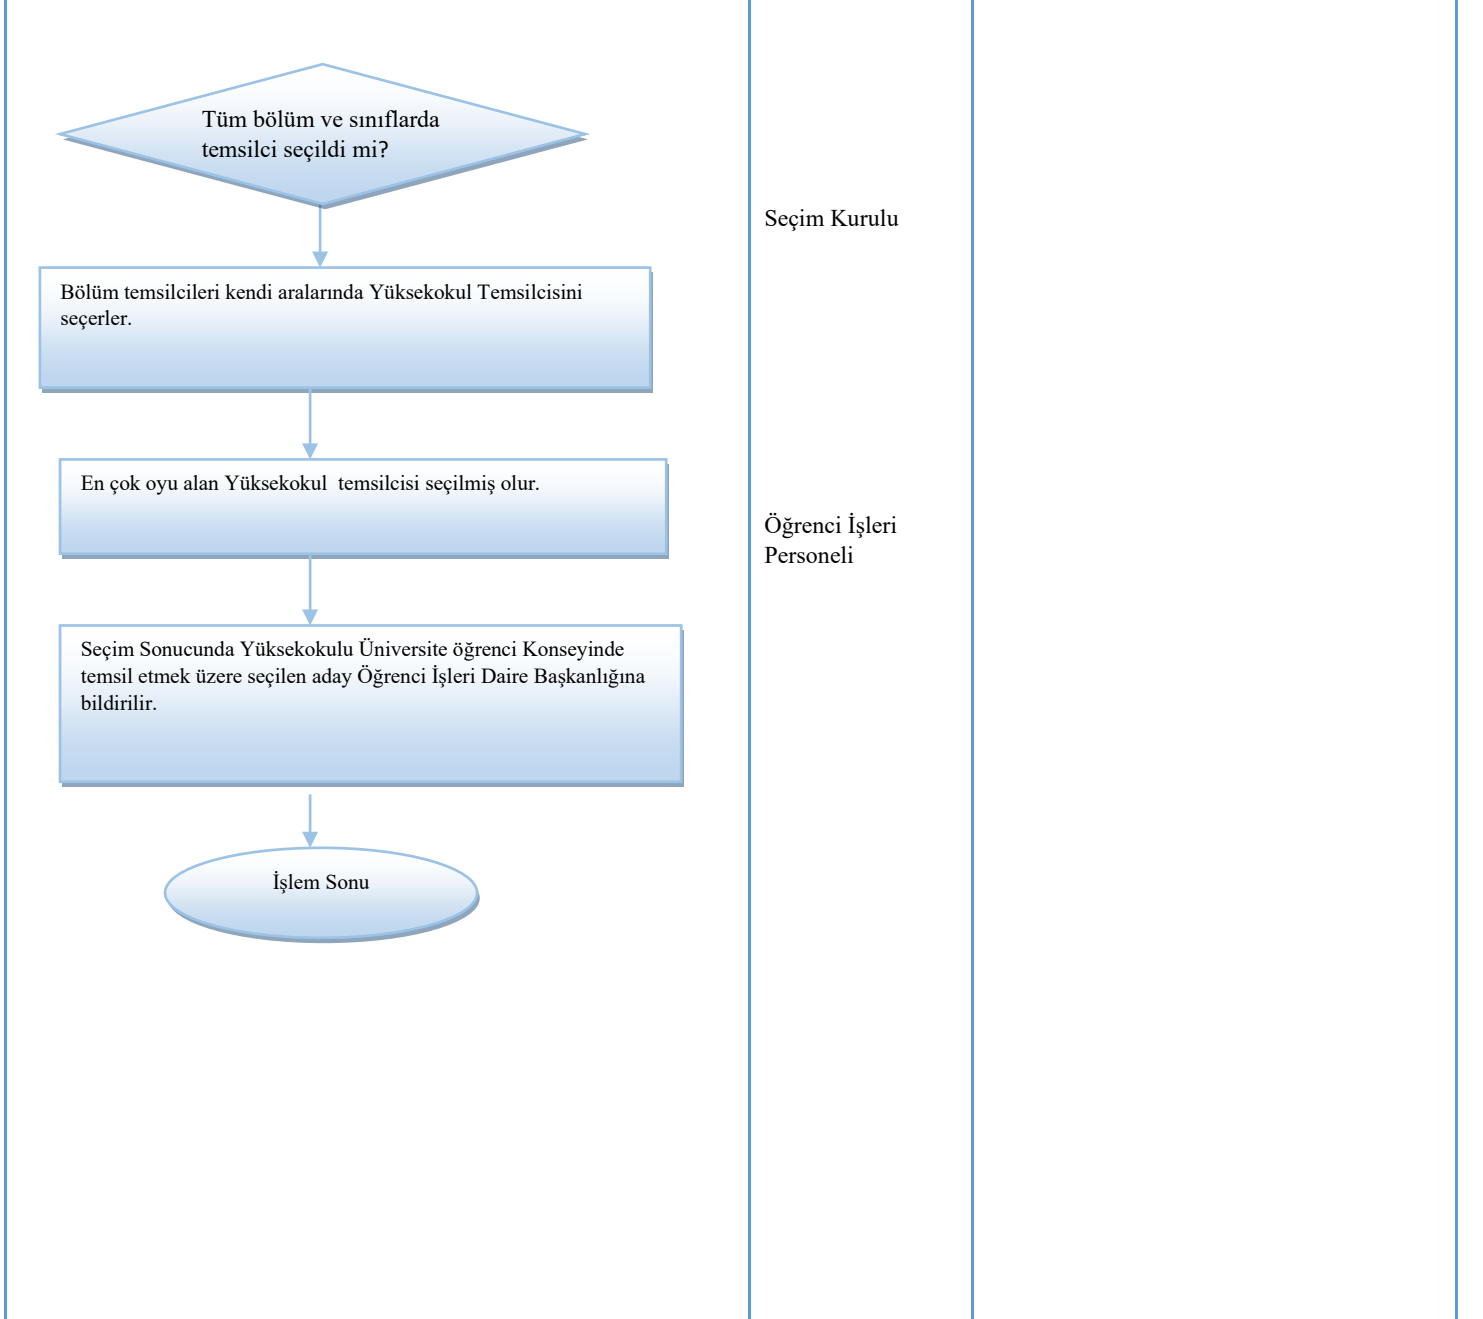 Tüm bölüm ve sınıflarda
temsilci seçildi mi?
Seçim Kurulu
Bölüm temsilcileri kendi aralarında Yüksekokul Temsilcisini
seçerler.
En çok oyu alan Yüksekokul  temsilcisi seçilmiş olur.
Öğrenci İşleri
Personeli
Seçim Sonucunda Yüksekokulu Üniversite öğrenci Konseyinde
temsil etmek üzere seçilen aday Öğrenci İşleri Daire Başkanlığına
bildirilir.
İşlem Sonu